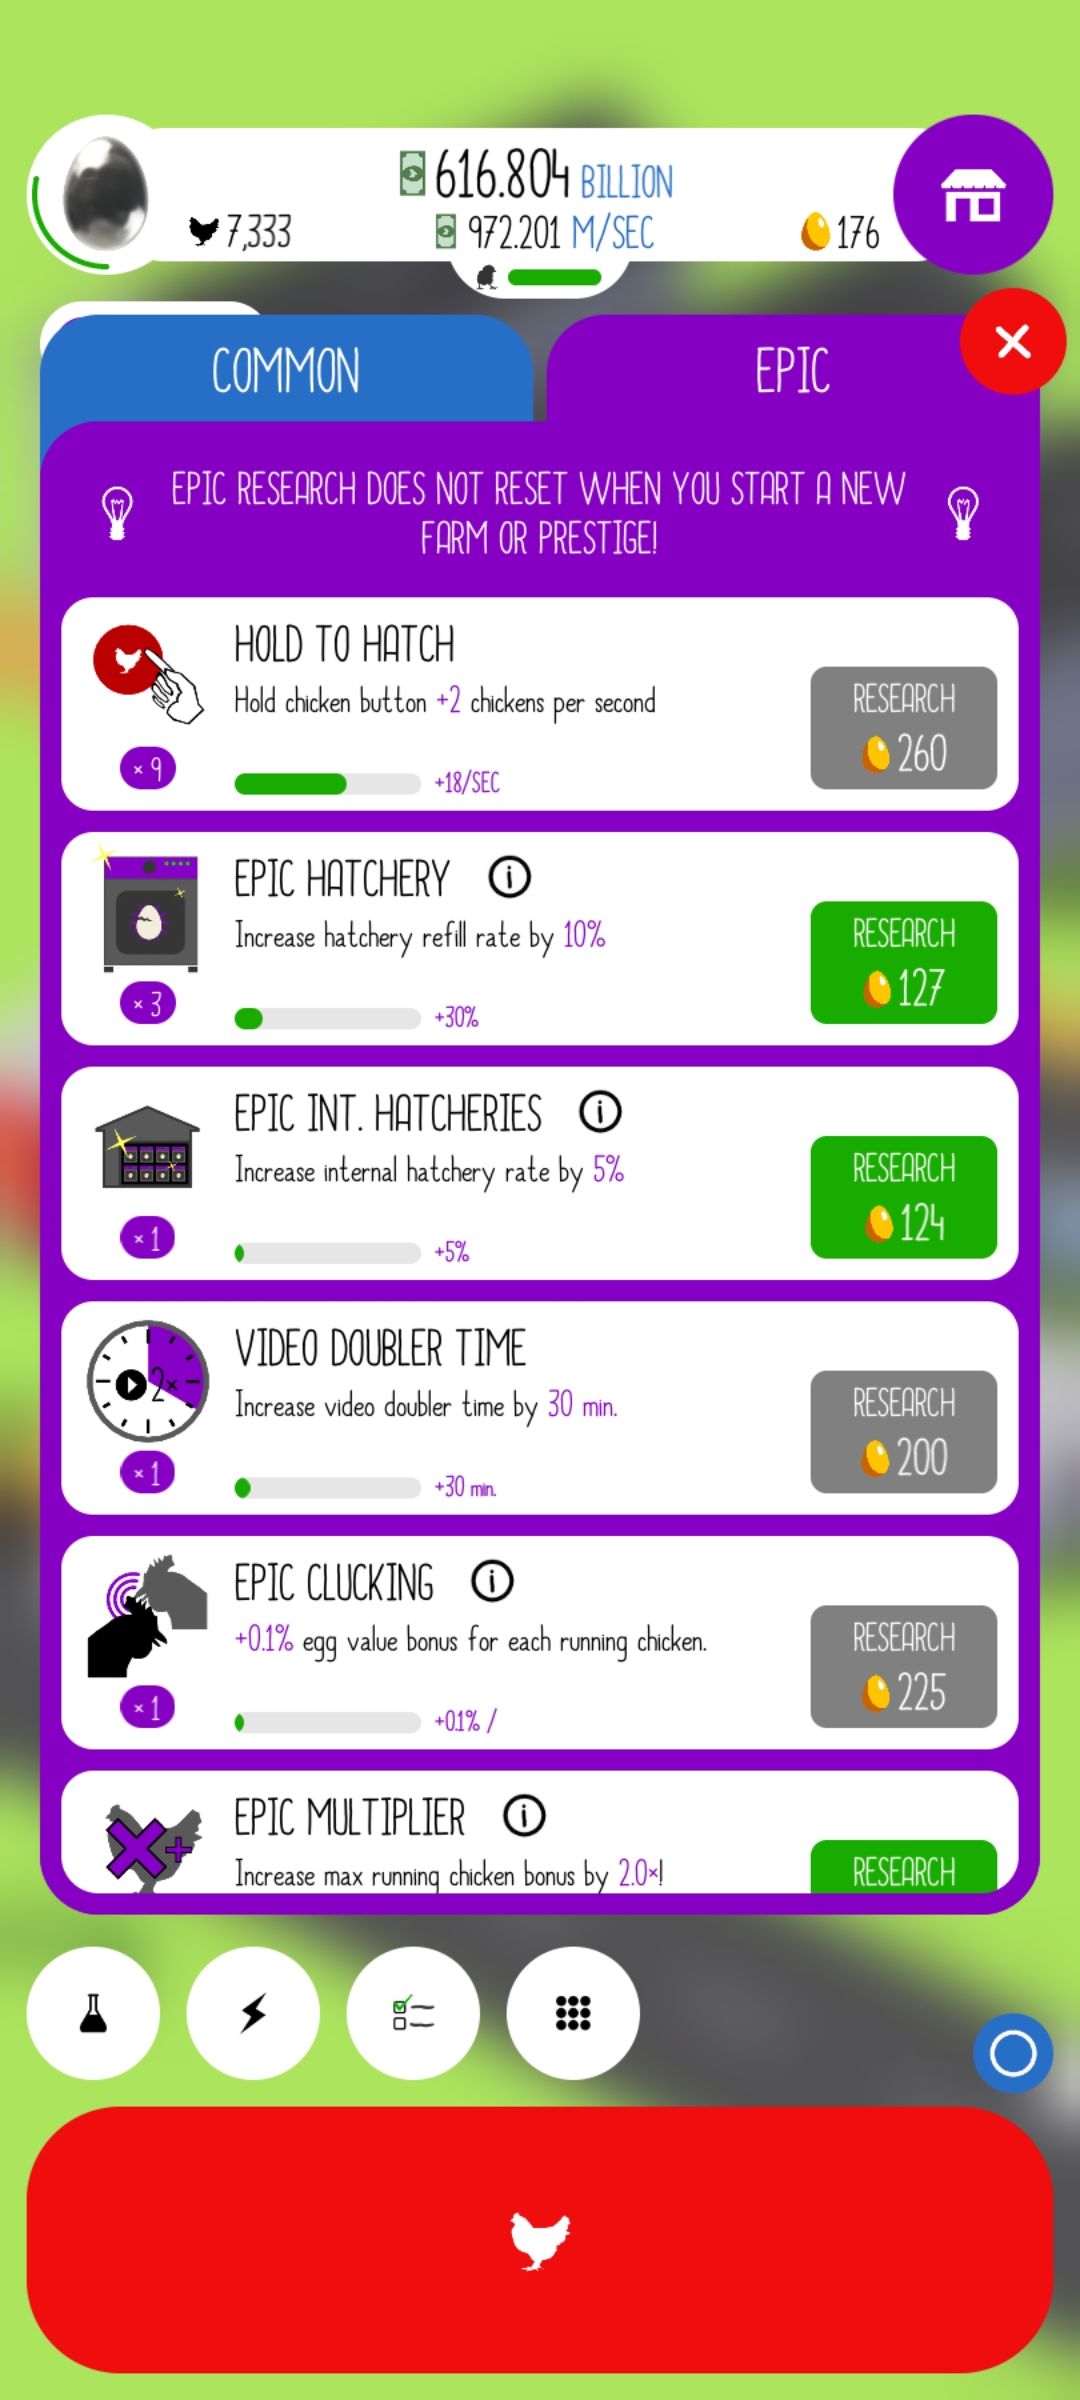 616.804 BILLION
7,333
972.201 M/SEC
176
COMMON
EPIC
EPIC RESEARCH DOES NOT RESET WHEN YOU START A NEW
FARM OR PRESTIGE!
HOLD TO HATCH
Hold chicken button +2 chickens per second
RESEARCH
260
× 9
+18/SEC
EPIC HATCHERY
Increase hatchery refill rate by 10%
RESEARCH
127
× 3
+30%
EPIC INT. HATCHERIES
Increase internal hatchery rate by 5%
RESEARCH
124
× 1
+5%
VIDEO DOUBLER TIME
2×
Increase video doubler time by 30 min.
RESEARCH
200
× 1
+30 min.
EPIC CLUCKING
+0.1% egg value bonus for each running chicken.
RESEARCH
225
× 1
+0.1% /
EPIC MULTIPLIER
Increase max running chicken bonus by 2.0×!
RESEARCH